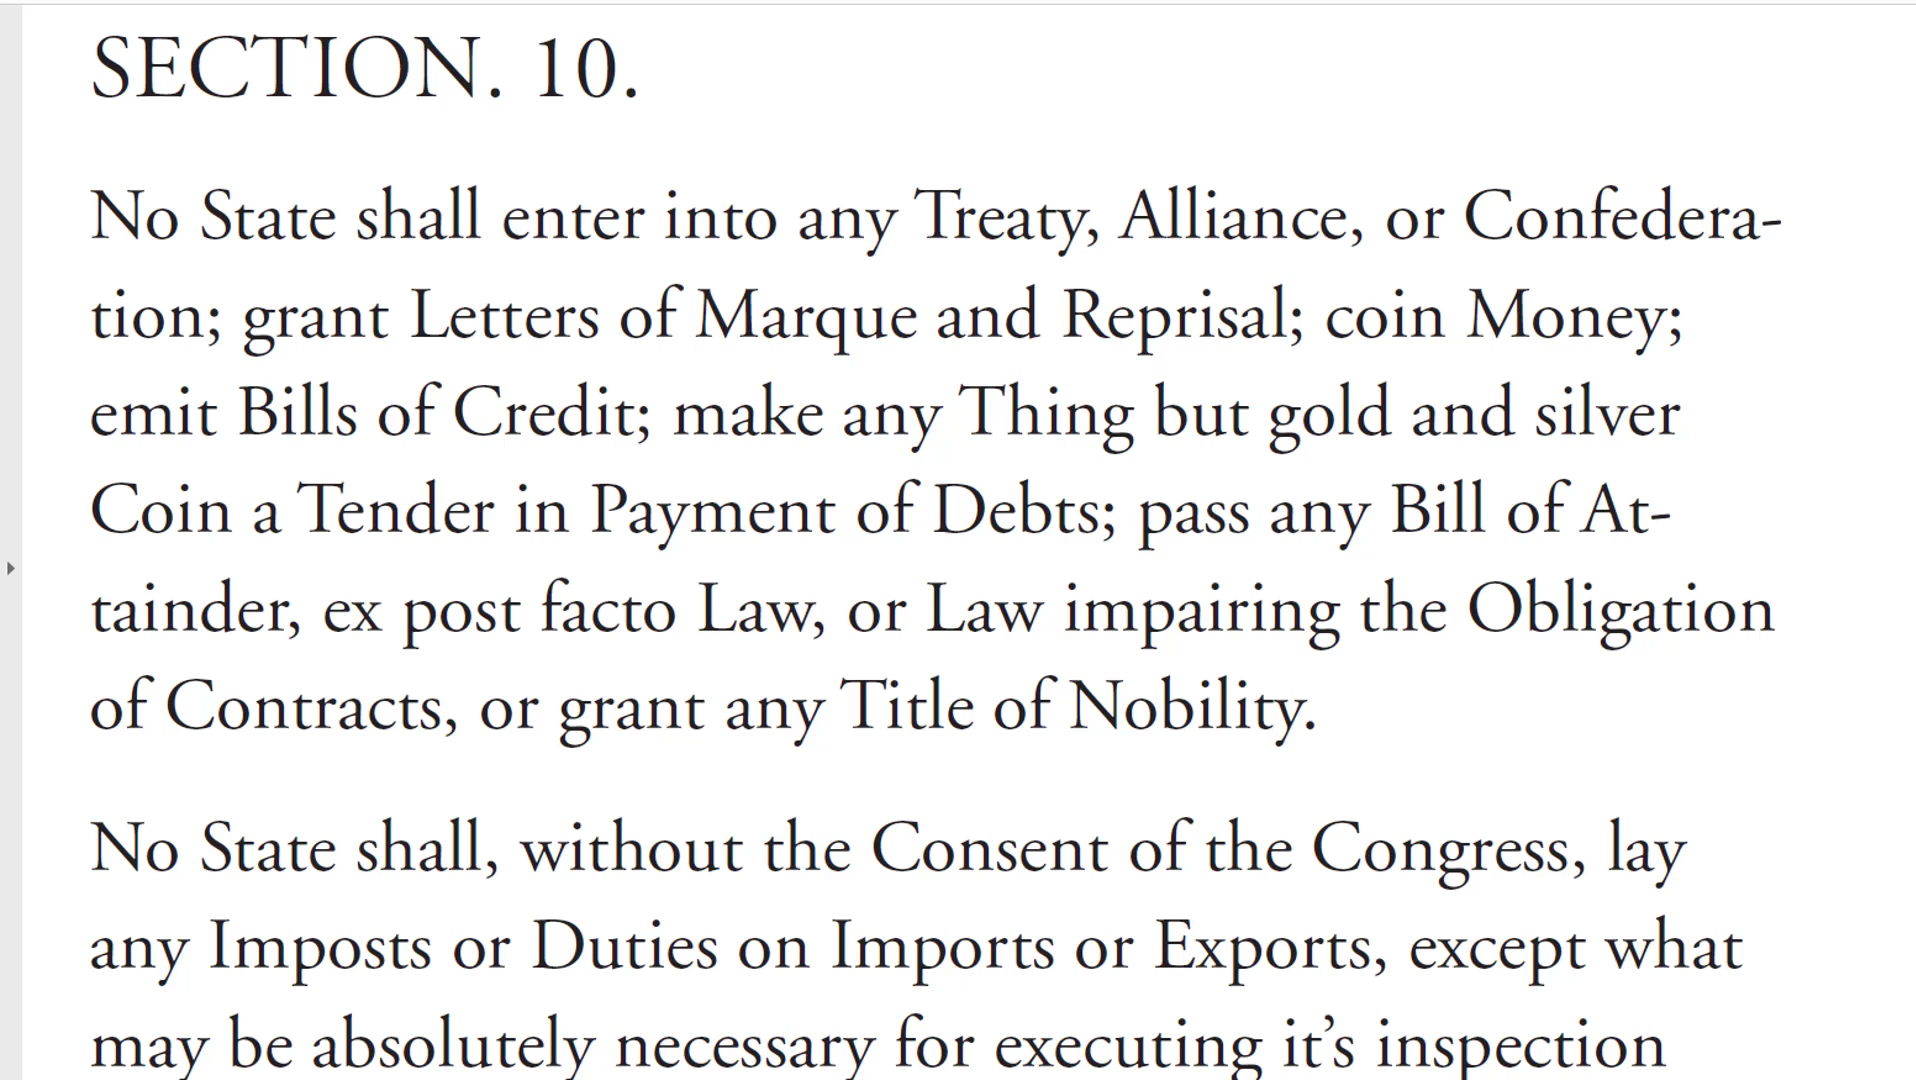 SECTION. 10.
No State shall enter into any Treaty, Alliance, or Confedera-
tion; grant Letters of Marque and Reprisal; coin Money;
emit Bills of Credit; make any Thing but gold and silver
Coin a Tender in Payment of Debts; pass any Bill of At-
tainder, ex post facto Law, or Law impairing the Obligation
of Contracts, or grant any Title of Nobility.
No State shall, without the Consent of the Congress, lay
any Imposts or Duties on Imports or Exports, except what
may be absolutely necessary for executing it’s inspection